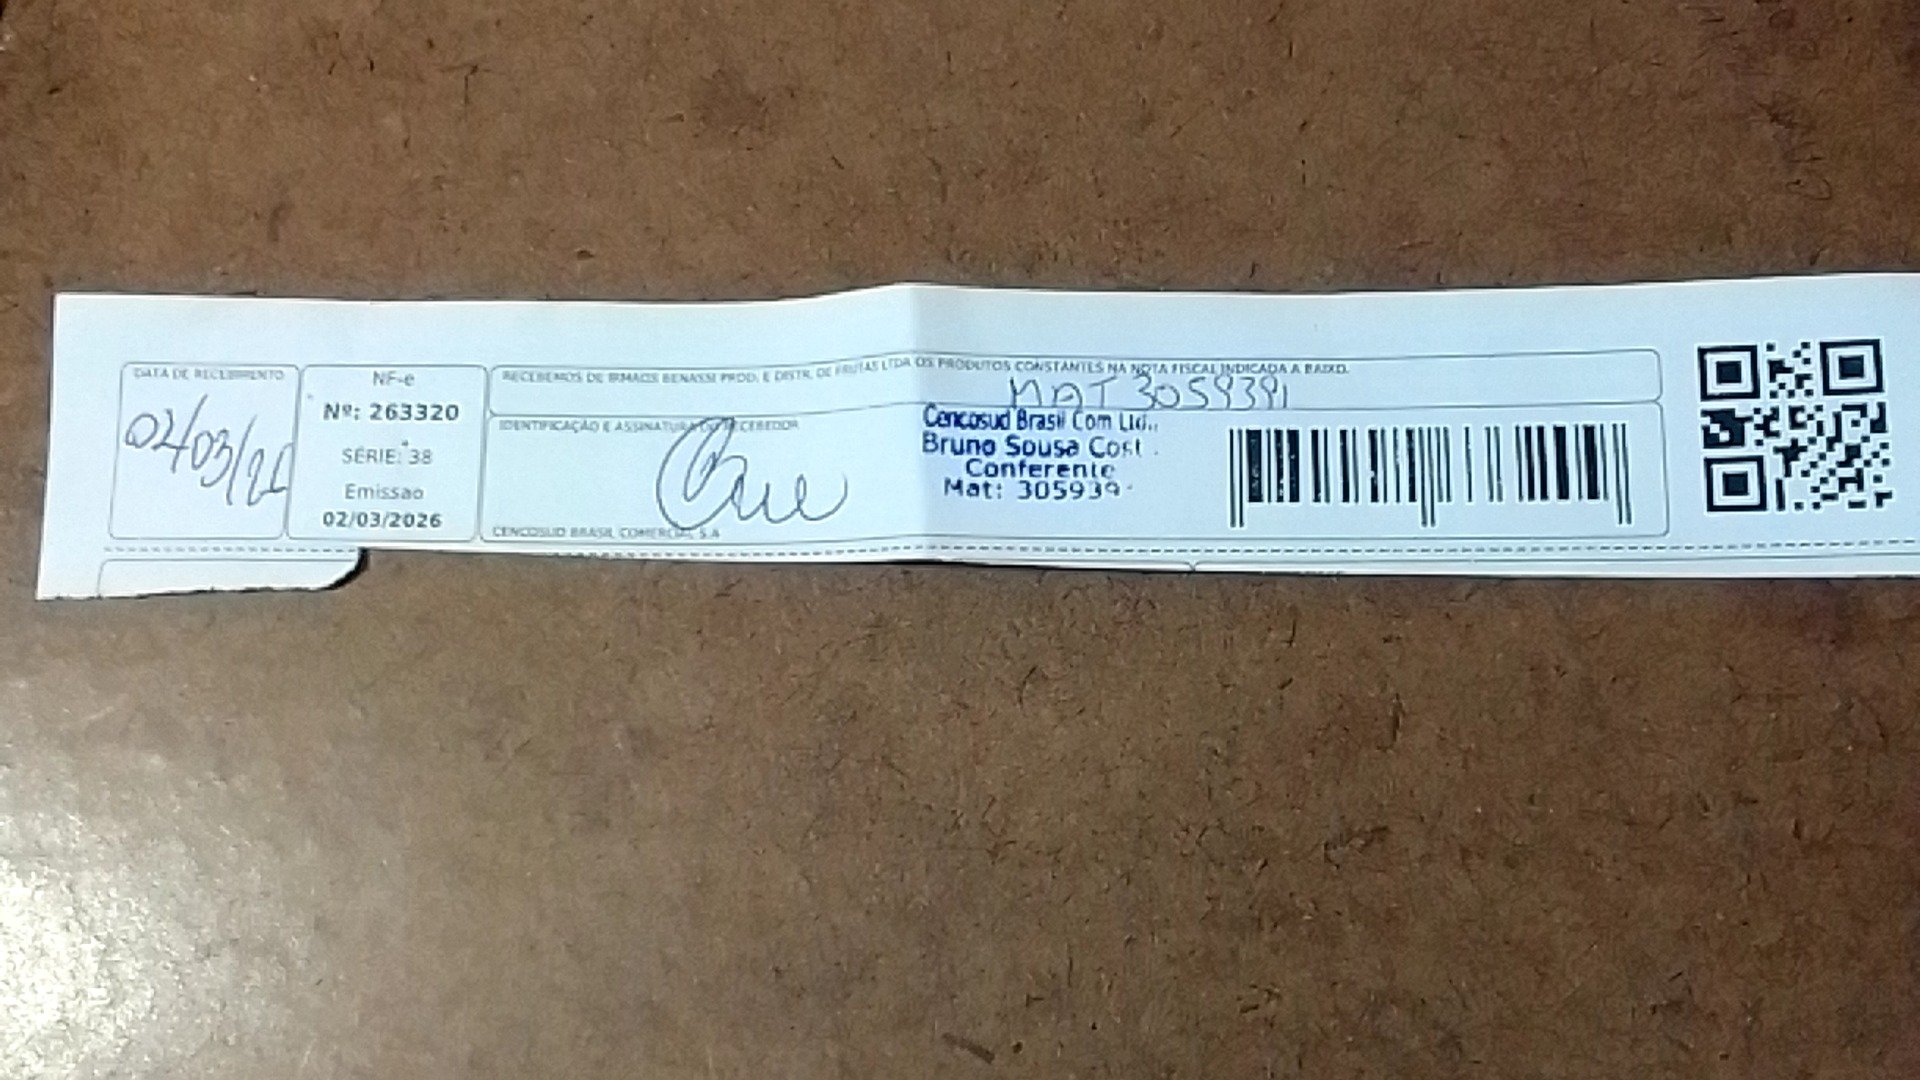 DATA DE RECEBIMENTO
02/03/26
NF-e
Nº: 263320
SÉRIE: 38
Emissao
02/03/2026
RECEBEMOS DE IRMAOS BENASSI PROD. E DISTR. DE FRUTAS LTDA OS PRODUTOS CONSTANTES NA NOTA FISCAL INDICADA A BAIXO.
MAT 3059391
IDENTIFICAÇÃO E ASSINATURA DO RECEBEDOR
CENCOSUD BRASIL COMERCIAL S.A
Cencosud Brasil Com Ltd..
Bruno Sousa Cost
Conferente
Mat: 305939